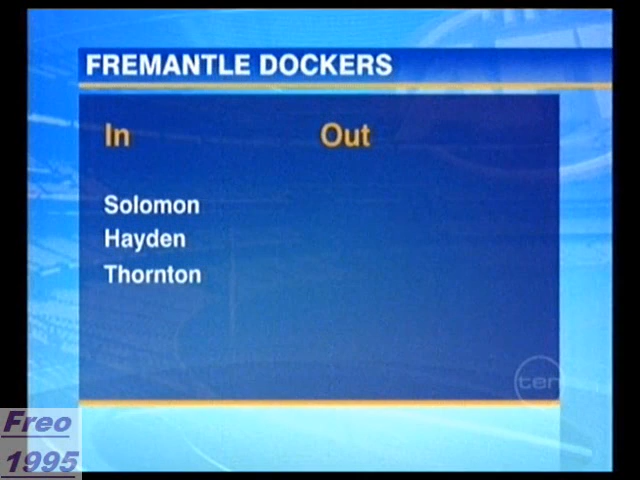 FREMANTLE DOCKERS
In Out
Solomon
Hayden
Thornton
ten
Freo
1995